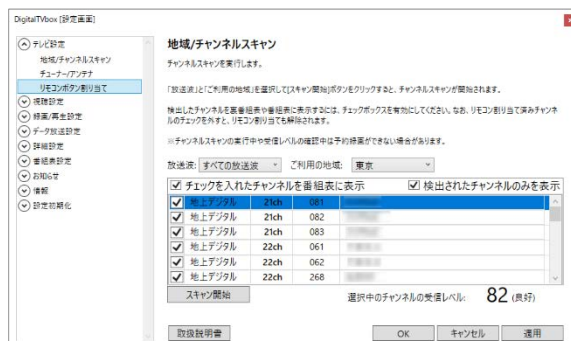 DigitalTVbox [設定画面]
テレビ設定
地域/チャンネルスキャン
チューナー/アンテナ
リモコンボタン割り当て
視聴設定
録画/再生設定
データ放送設定
詳細設定
番組表設定
お知らせ
情報
設定初期化
地域/チャンネルスキャン
チャンネルスキャンを実行します。
「放送波」と「ご利用の地域」を選択して[スキャン開始]ボタンをクリックすると、チャンネルスキャンが開始されます。
検出したチャンネルを裏番組表や番組表に表示するには、チェックボックスを有効にしてください。なお、リモコン割り当て済みチャンネ
ルのチェックを外すと、リモコン割り当ても解除されます。
※チャンネルスキャンの実行中や受信レベルの確認中は予約録画ができない場合があります。
放送波: すべての放送波 ご利用の地域: 東京
チェックを入れたチャンネルを番組表に表示 検出されたチャンネルのみを表示
地上デジタル 21ch 081
地上デジタル 21ch 082
地上デジタル 21ch 083
地上デジタル 22ch 061
地上デジタル 22ch 062
地上デジタル 22ch 268
スキャン開始 選択中のチャンネルの受信レベル: 82 (良好)
取扱説明書 OK キャンセル 適用